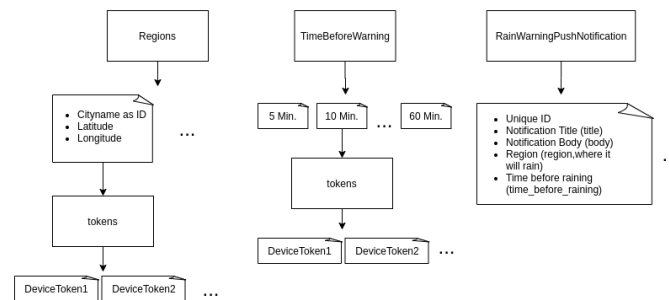 Regions
TimeBeforeWarning
RainWarningPushNotification
Cityname as ID
Latitude
Longitude
...
5 Min.
10 Min.
...
60 Min.
Unique ID
Notification Title (title)
Notification Body (body)
Region (region,where it
will rain)
Time before raining
(time_before_raining)
tokens
tokens
DeviceToken1
DeviceToken2
...
DeviceToken1
DeviceToken2
...